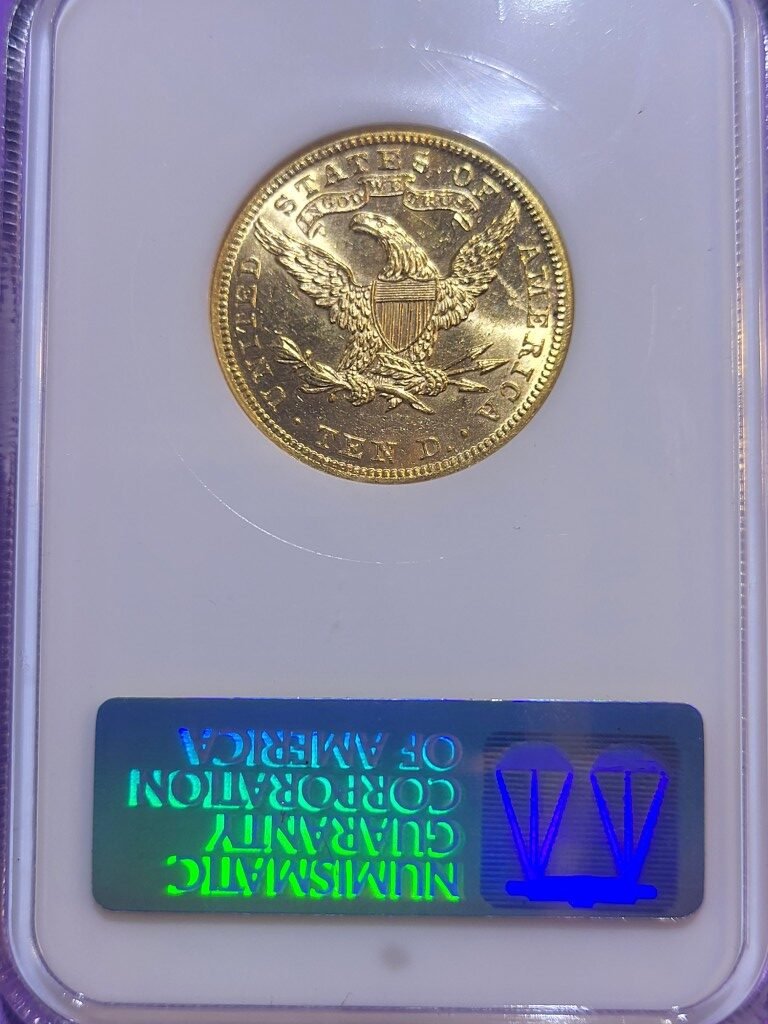 UNITED STATES OF AMERICA
IN GOD WE TRUST
· TEN D. ·
NUMISMATIC
GUARANTY
CORPORATION
OF AMERICA